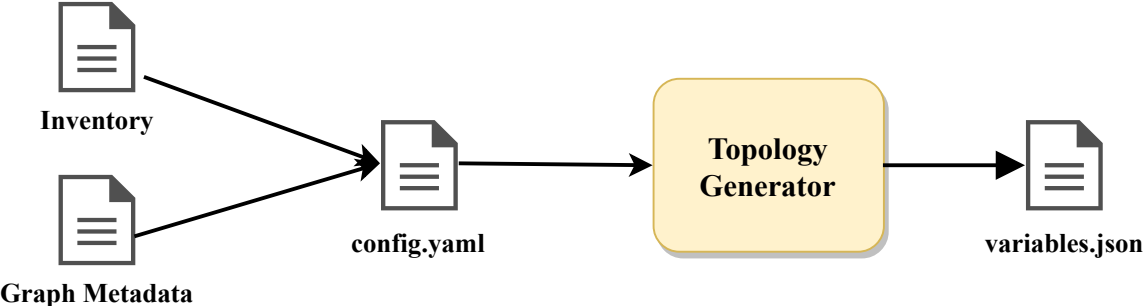 Inventory
Graph Metadata
config.yaml
Topology
Generator
variables.json